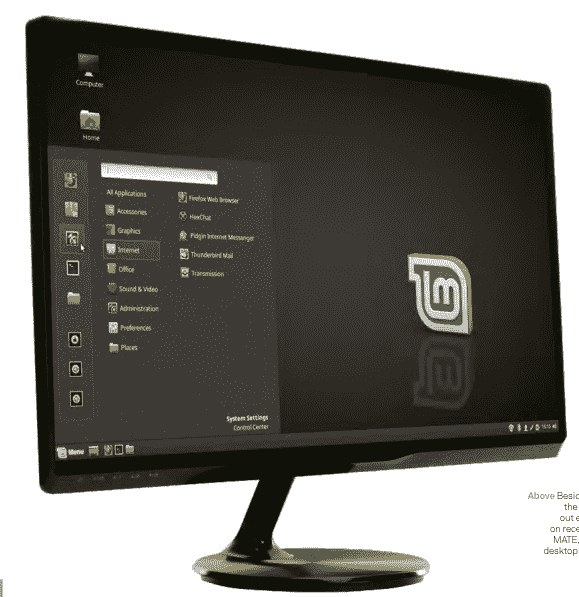 Computer
Home
All Applications
Accessories
Graphics
Internet
Office
Sound & Video
Administration
Preferences
Places
Firefox Web Browser
HexChat
Pidgin Internet Messenger
Thunderbird Mail
Transmission
System Settings
Control Center
Menu
Above Besid
the
out e
on rece
MATE,
desktop